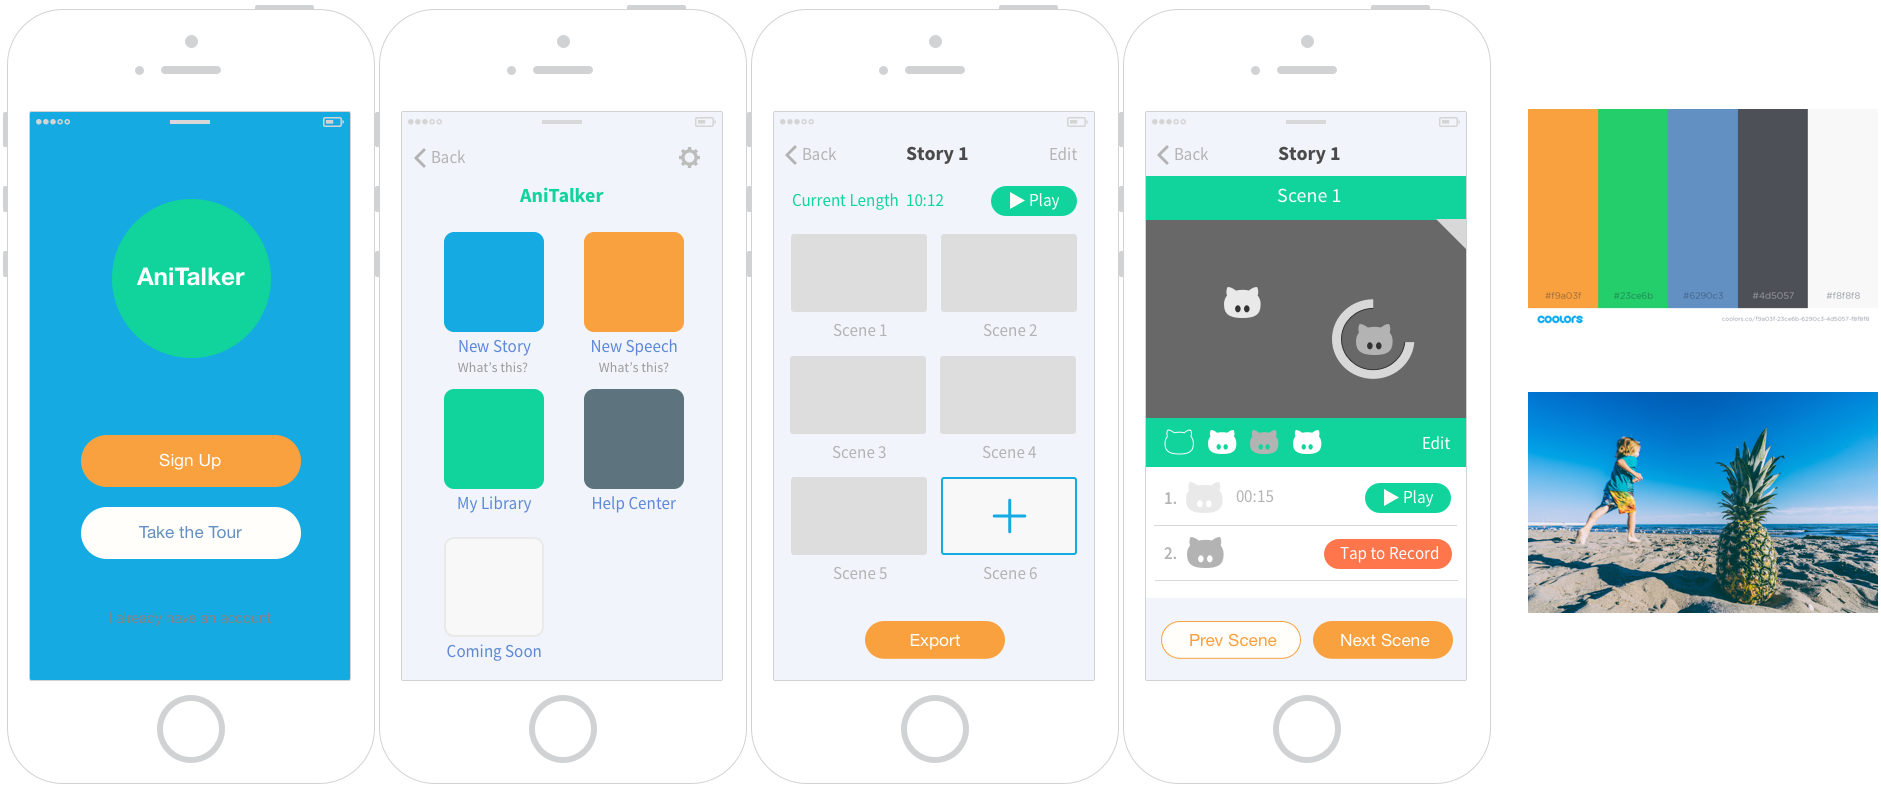 AniTalker
Sign Up
Take the Tour
I already have an account
Back
AniTalker
New Story
What's this?
New Speech
What's this?
My Library
Help Center
Coming Soon
Back
Story 1
Edit
Current Length 10:12
Play
Scene 1
Scene 2
Scene 3
Scene 4
Scene 5
Scene 6
Export
Back
Story 1
Scene 1
Edit
1.
00:15
Play
2.
Tap to Record
Prev Scene
Next Scene
#f9a03f
#23ce6b
#6290c3
#4d5057
#f8f8f8
coolors
coolors.co/f9a03f-23ce6b-6290c3-4d5057-f8f8f8